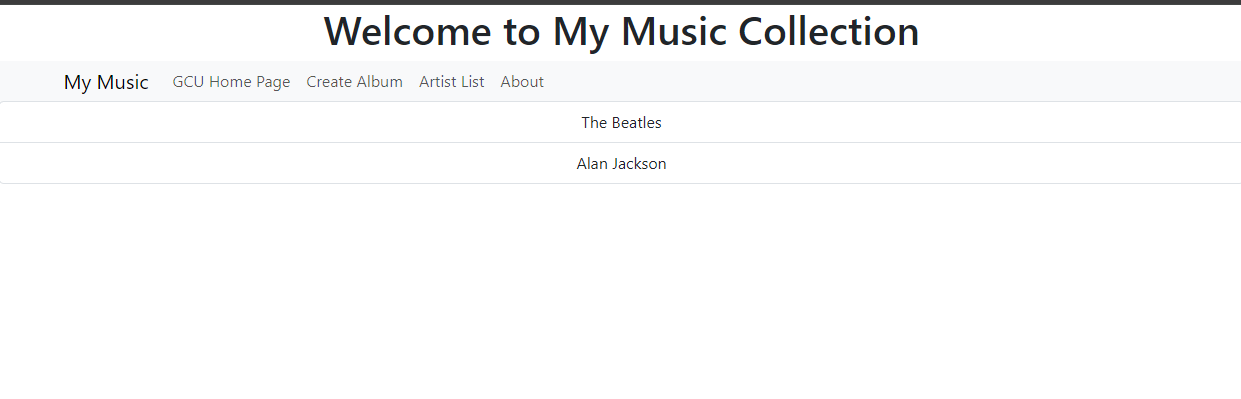 Welcome to My Music Collection
My Music GCU Home Page Create Album Artist List About
The Beatles
Alan Jackson